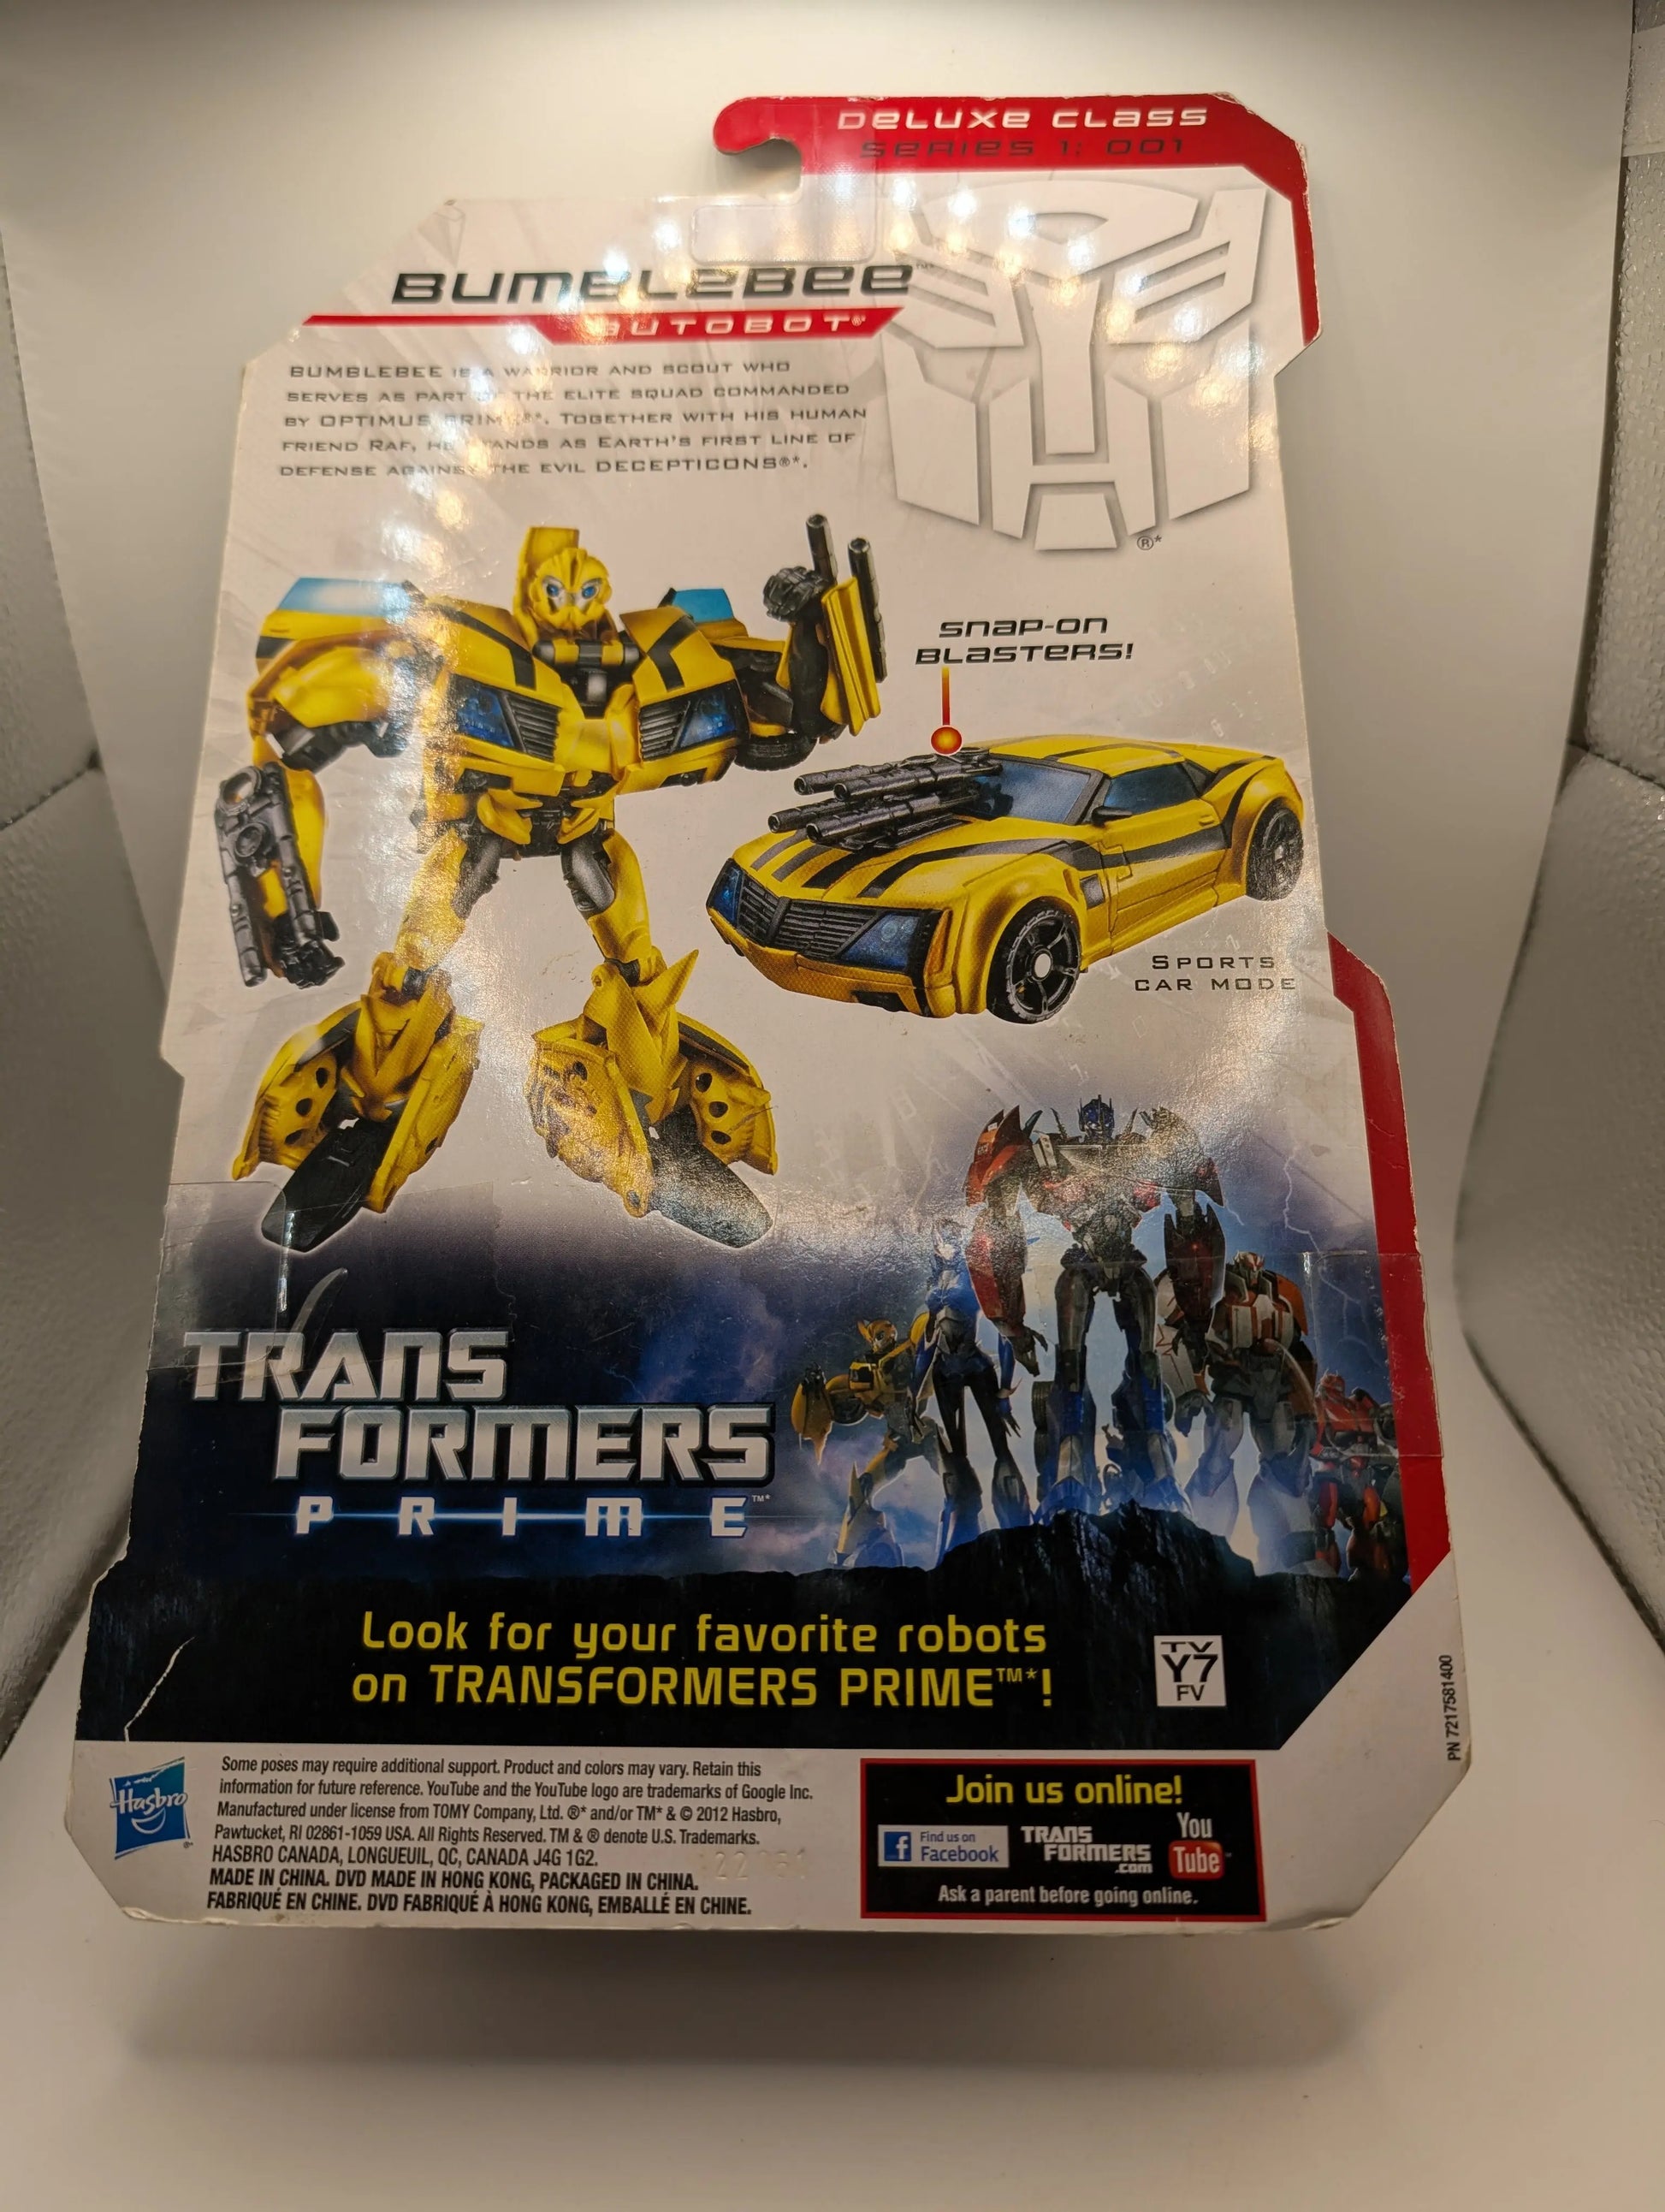 DELUXE CLASS
SERIES 1: 001
BUMBLEBEE™
AUTOBOT®*
BUMBLEBEE IS A WARRIOR AND SCOUT WHO
SERVES AS PART OF THE ELITE SQUAD COMMANDED
BY OPTIMUS PRIME®*. TOGETHER WITH HIS HUMAN
FRIEND RAF, HE STANDS AS EARTH'S FIRST LINE OF
DEFENSE AGAINST THE EVIL DECEPTICONS®*.
®*
SNAP-ON
BLASTERS!
SPORTS
CAR MODE
TRANS
FORMERS
PRIME™*
Look for your favorite robots
on TRANSFORMERS PRIME™*!
TV
Y7
FV
PN 7217581400
Hasbro®*
Some poses may require additional support. Product and colors may vary. Retain this
information for future reference. YouTube and the YouTube logo are trademarks of Google Inc.
Manufactured under license from TOMY Company, Ltd. ®* and/or TM* & © 2012 Hasbro,
Pawtucket, RI 02861-1059 USA. All Rights Reserved. TM & ® denote U.S. Trademarks.
HASBRO CANADA, LONGUEUIL, QC, CANADA J4G 1G2.
MADE IN CHINA. DVD MADE IN HONG KONG, PACKAGED IN CHINA.
FABRIQUÉ EN CHINE. DVD FABRIQUÉ À HONG KONG, EMBALLÉ EN CHINE.
Join us online!
f Find us on
Facebook
TRANS
FORMERS
.com
You
Tube
Ask a parent before going online.